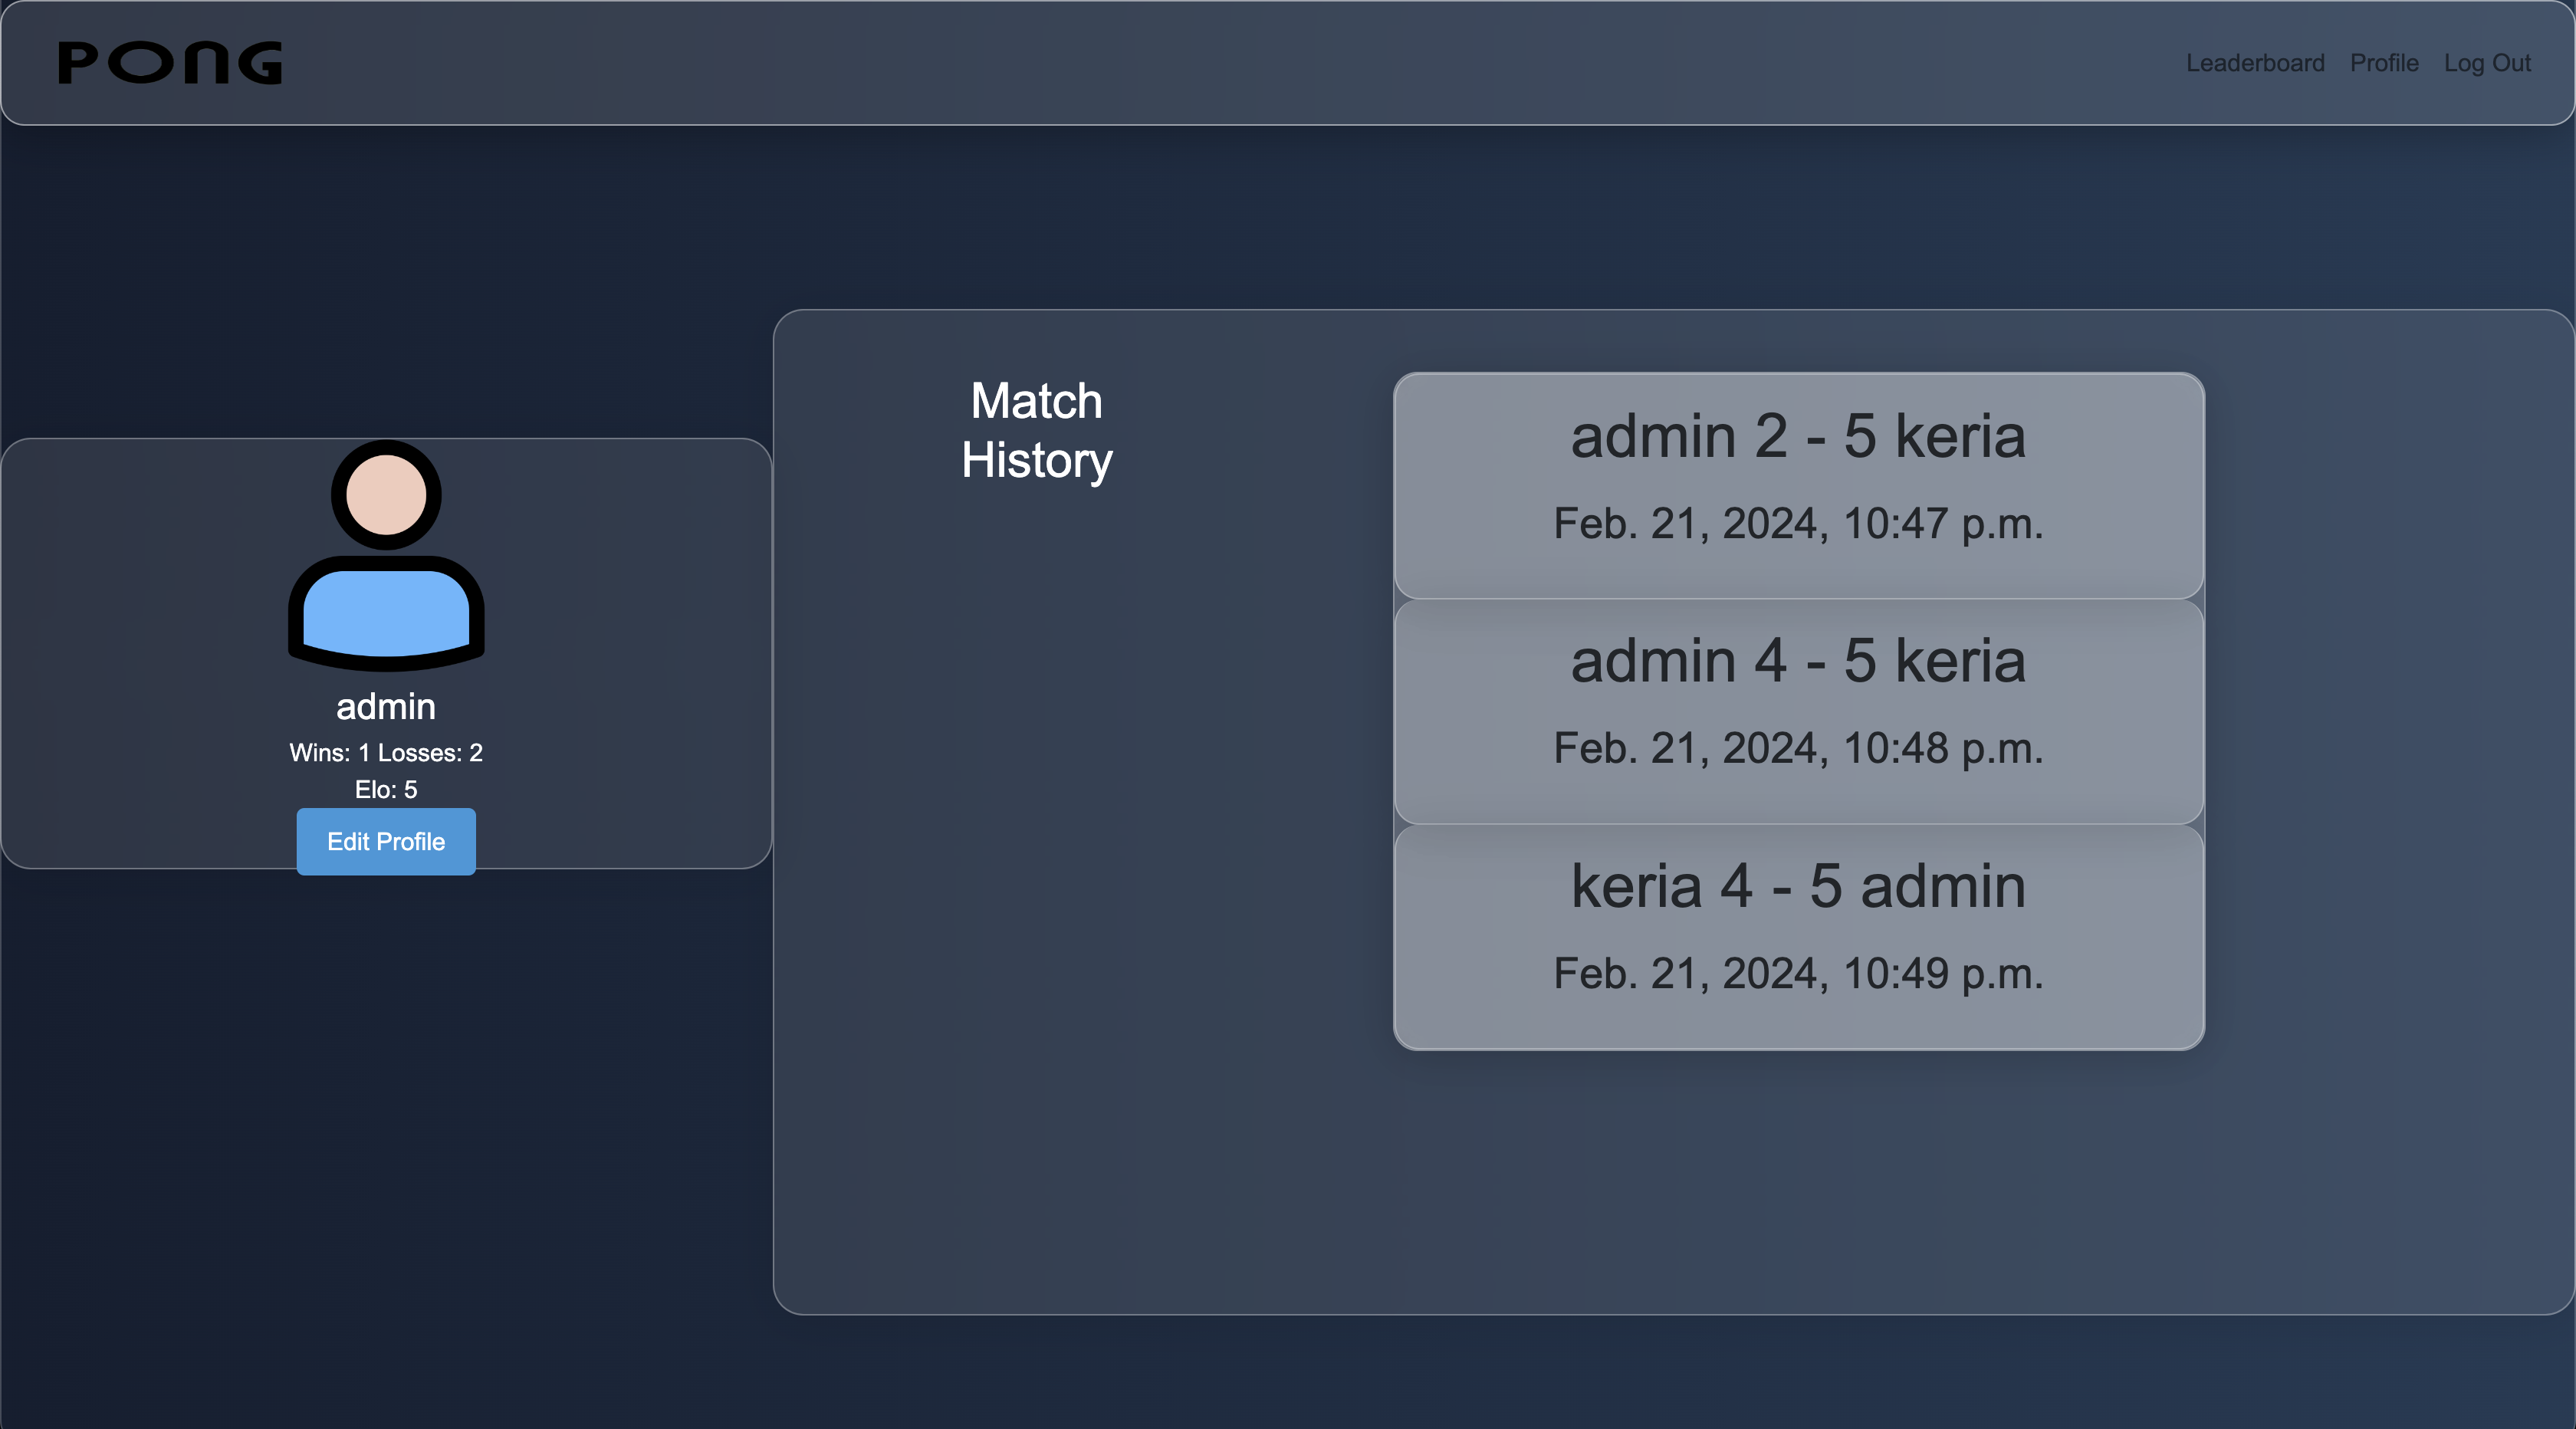 PONG
Leaderboard Profile Log Out
admin
Wins: 1 Losses: 2
Elo: 5
Edit Profile
Match
History
admin 2 - 5 keria
Feb. 21, 2024, 10:47 p.m.
admin 4 - 5 keria
Feb. 21, 2024, 10:48 p.m.
keria 4 - 5 admin
Feb. 21, 2024, 10:49 p.m.